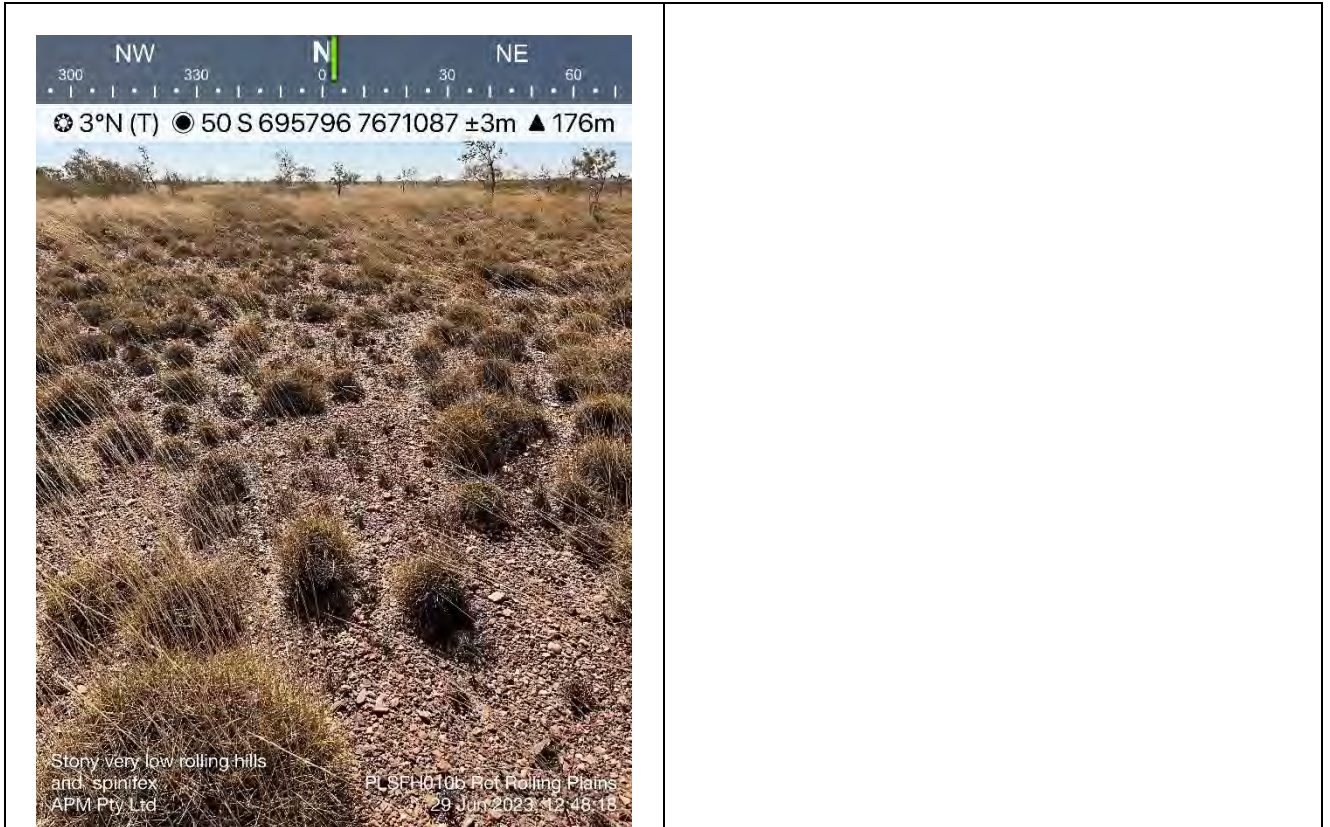 NW N NE
300 330 0 30 60
3°N (T) 50 S 695796 7671087 ±3m ▲ 176m
Stony very low rolling hills
and spinifex
APM Pty Ltd
PLSFH010b Ref Rolling Plains
29 Jun 2023, 12:48:18